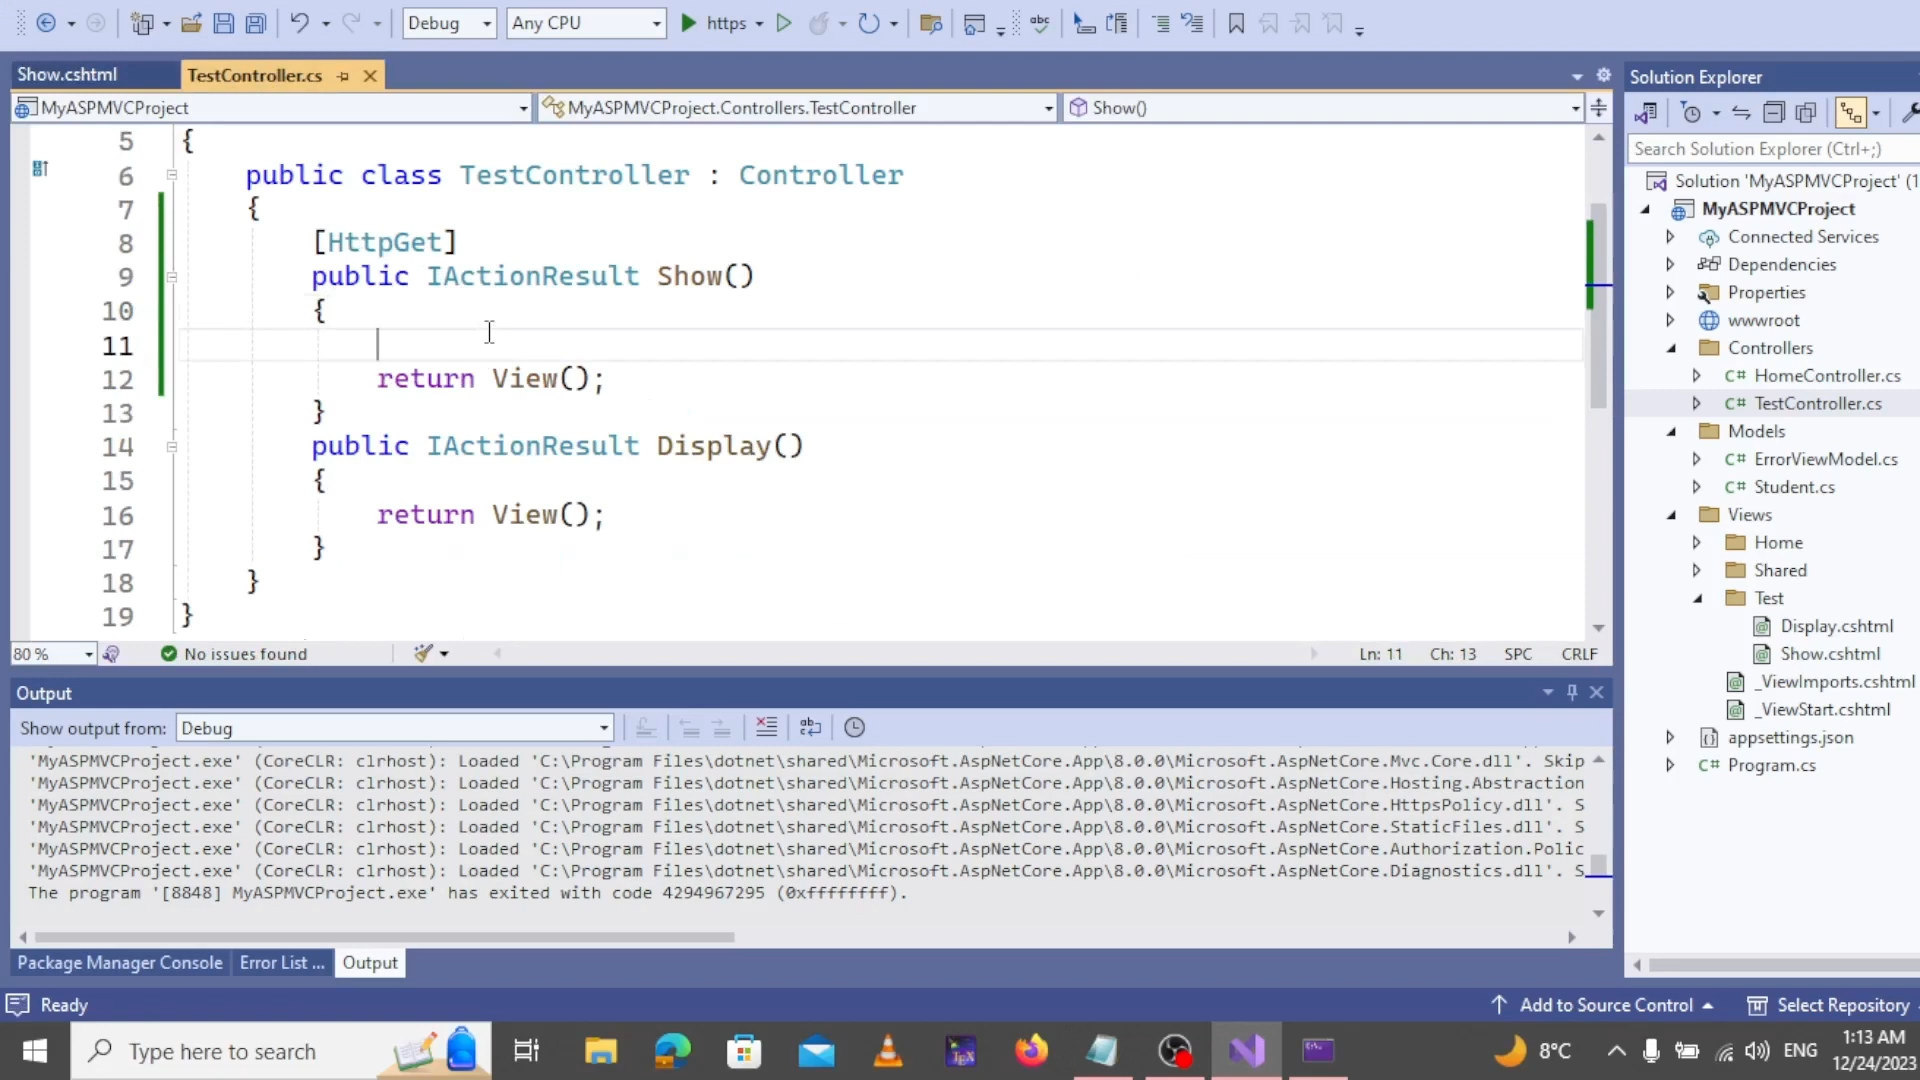 Debug
Any CPU
https
abc
Show.cshtml
TestController.cs
MyASPMVCProject
MyASPMVCProject.Controllers.TestController
Show()
5 {
6 public class TestController : Controller
7 {
8 [HttpGet]
9 public IActionResult Show()
10 {
11
12 return View();
13 }
14 public IActionResult Display()
15 {
16 return View();
17 }
18 }
19 }
80 %
No issues found
Ln: 11 Ch: 13 SPC CRLF
Output
Show output from: Debug
'MyASPMVCProject.exe' (CoreCLR: clrhost): Loaded 'C:\Program Files\dotnet\shared\Microsoft.AspNetCore.App\8.0.0\Microsoft.AspNetCore.Mvc.Core.dll'. Skip
'MyASPMVCProject.exe' (CoreCLR: clrhost): Loaded 'C:\Program Files\dotnet\shared\Microsoft.AspNetCore.App\8.0.0\Microsoft.AspNetCore.Hosting.Abstraction
'MyASPMVCProject.exe' (CoreCLR: clrhost): Loaded 'C:\Program Files\dotnet\shared\Microsoft.AspNetCore.App\8.0.0\Microsoft.AspNetCore.HttpsPolicy.dll'. S
'MyASPMVCProject.exe' (CoreCLR: clrhost): Loaded 'C:\Program Files\dotnet\shared\Microsoft.AspNetCore.App\8.0.0\Microsoft.AspNetCore.StaticFiles.dll'. S
'MyASPMVCProject.exe' (CoreCLR: clrhost): Loaded 'C:\Program Files\dotnet\shared\Microsoft.AspNetCore.App\8.0.0\Microsoft.AspNetCore.Authorization.Polic
'MyASPMVCProject.exe' (CoreCLR: clrhost): Loaded 'C:\Program Files\dotnet\shared\Microsoft.AspNetCore.App\8.0.0\Microsoft.AspNetCore.Diagnostics.dll'. S
The program '[8848] MyASPMVCProject.exe' has exited with code 4294967295 (0xffffffff).
Package Manager Console
Error List ...
Output
Solution Explorer
Search Solution Explorer (Ctrl+;)
Solution 'MyASPMVCProject' (1
MyASPMVCProject
Connected Services
Dependencies
Properties
wwwroot
Controllers
C# HomeController.cs
C# TestController.cs
Models
C# ErrorViewModel.cs
C# Student.cs
Views
Home
Shared
Test
Display.cshtml
Show.cshtml
_ViewImports.cshtml
_ViewStart.cshtml
appsettings.json
C# Program.cs
Ready
Add to Source Control
Select Repository
Type here to search
8°C
ENG
1:13 AM
12/24/2023